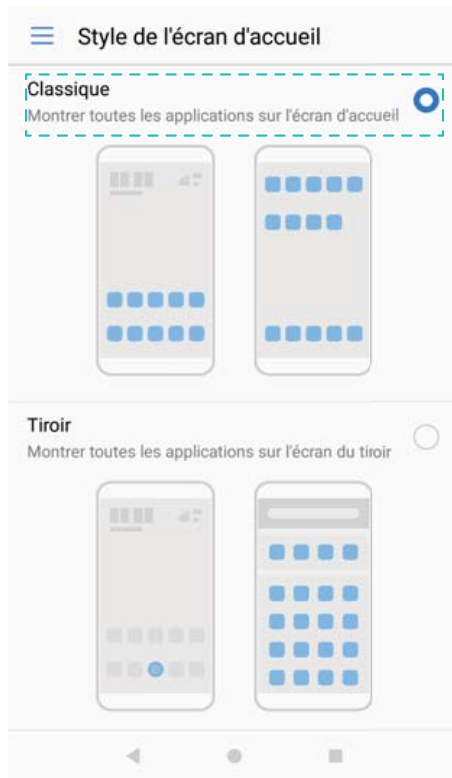 Style de l'écran d'accueil
Classique
Montrer toutes les applications sur l'écran d'accueil
Tiroir
Montrer toutes les applications sur l'écran du tiroir